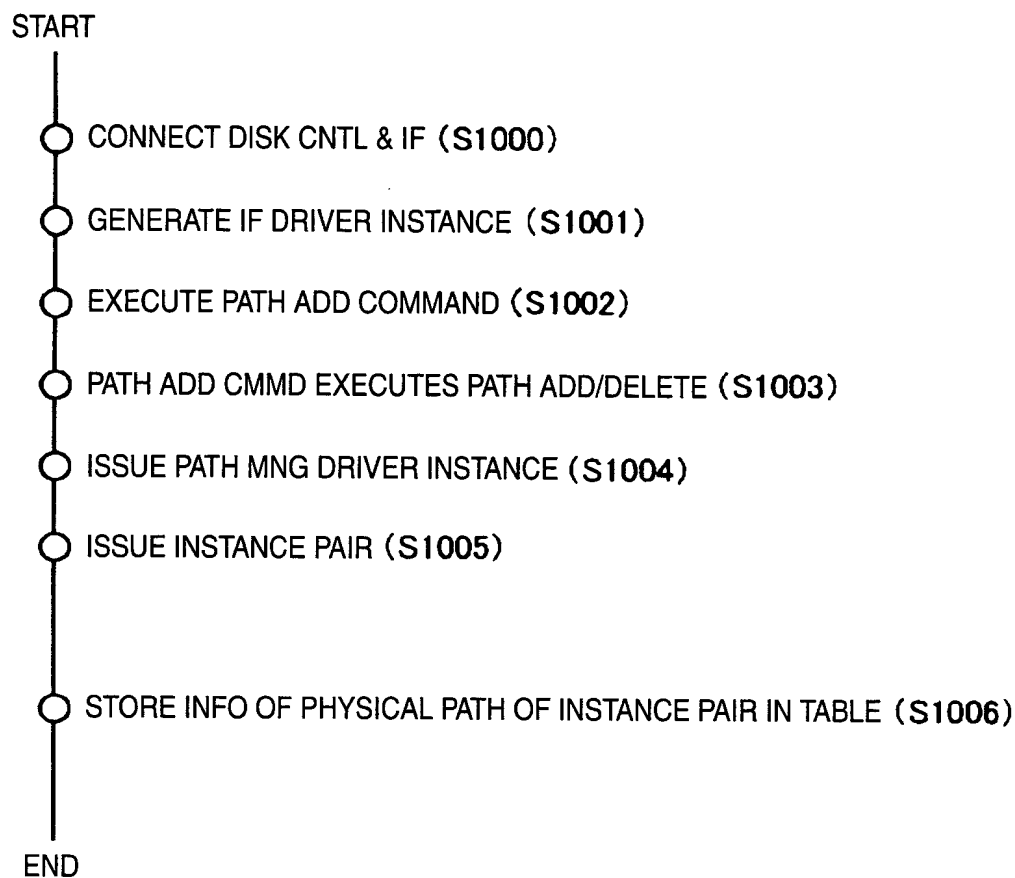 START
CONNECT DISK CNTL & IF (S1000)
GENERATE IF DRIVER INSTANCE (S1001)
EXECUTE PATH ADD COMMAND (S1002)
PATH ADD CMMD EXECUTES PATH ADD/DELETE (S1003)
ISSUE PATH MNG DRIVER INSTANCE (S1004)
ISSUE INSTANCE PAIR (S1005)
STORE INFO OF PHYSICAL PATH OF INSTANCE PAIR IN TABLE (S1006)
END